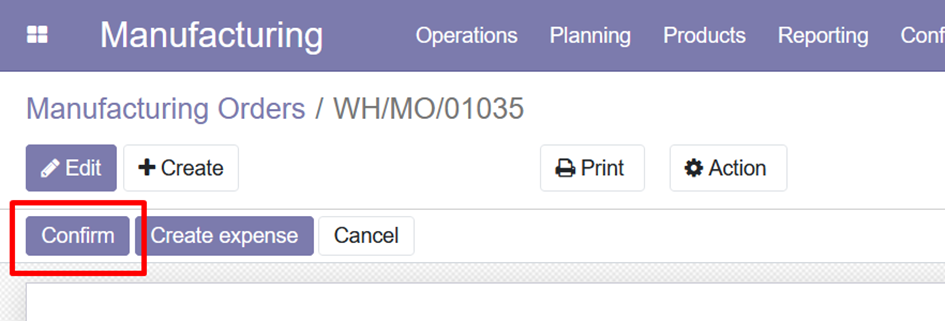 Manufacturing Operations Planning Products Reporting Conf
Manufacturing Orders / WH/MO/01035
Edit Create Print Action
Confirm Create expense Cancel